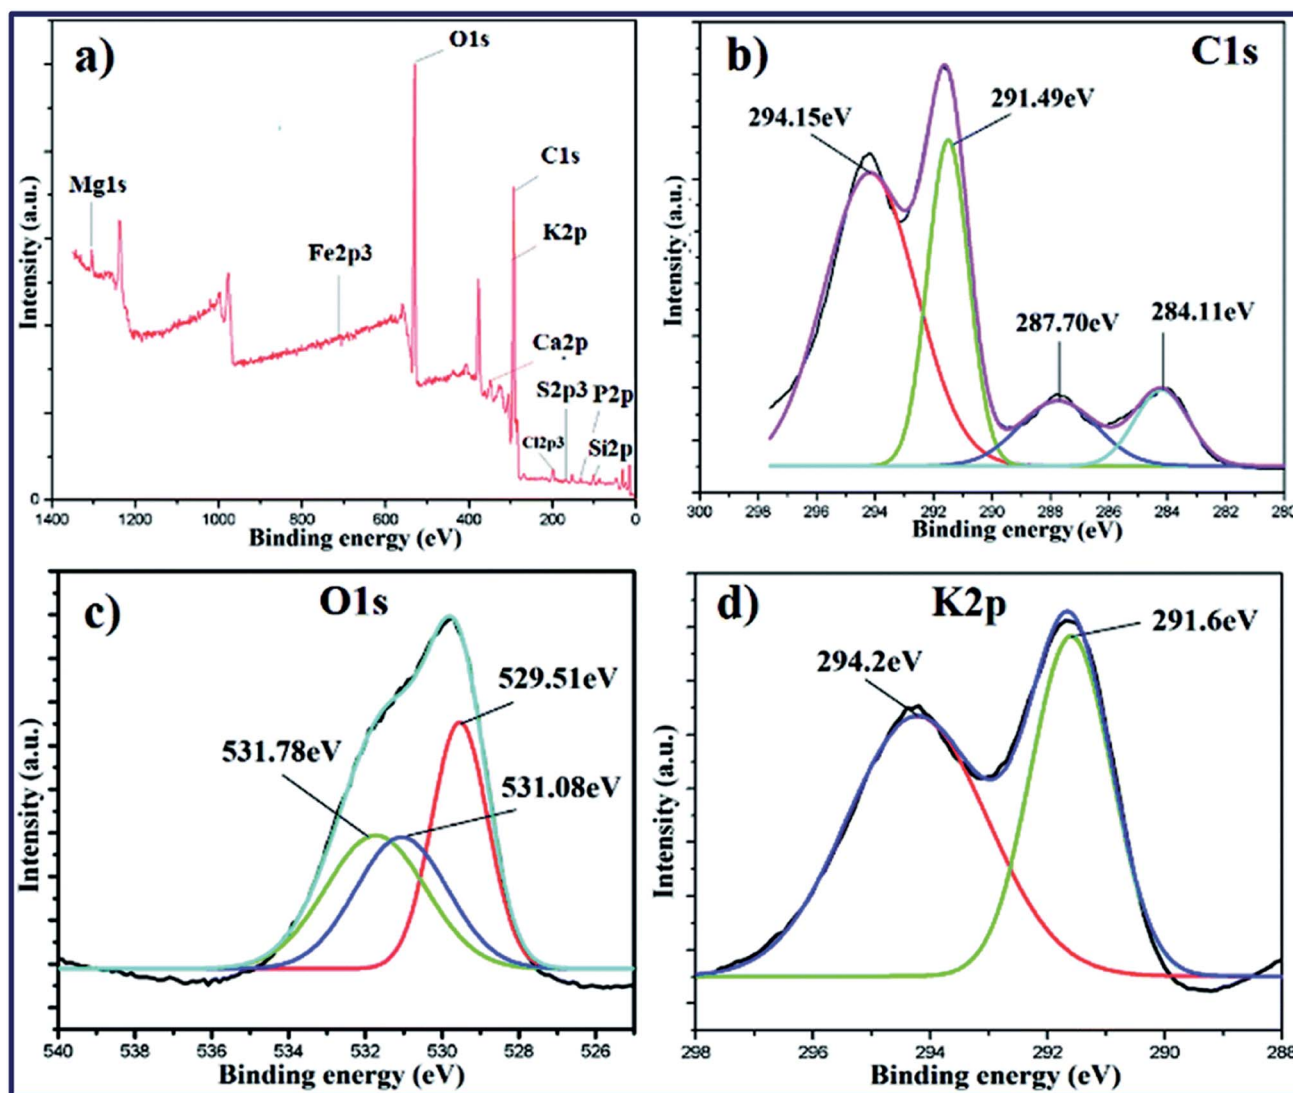 a)
O1s
C1s
Mg1s
K2p
Fe2p3
Ca2p
S2p3 P2p
Cl2p3
Si2p
Intensity (a.u.)
0
1400 1200 1000 800 600 400 200 0
Binding energy (eV)
b) C1s
294.15eV
291.49eV
287.70eV
284.11eV
Intensity (a.u.)
300 298 296 294 292 290 288 286 284 282 280
Binding energy (eV)
c) O1s
529.51eV
531.78eV
531.08eV
Intensity (a.u.)
540 538 536 534 532 530 528 526
Binding energy (eV)
d) K2p
291.6eV
294.2eV
Intensity (a.u.)
298 296 294 292 290 288
Binding energy (eV)